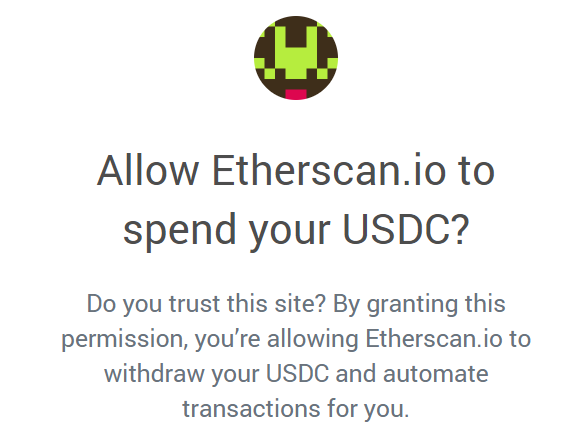 Allow Etherscan.io to
spend your USDC?
Do you trust this site? By granting this
permission, you’re allowing Etherscan.io to
withdraw your USDC and automate
transactions for you.